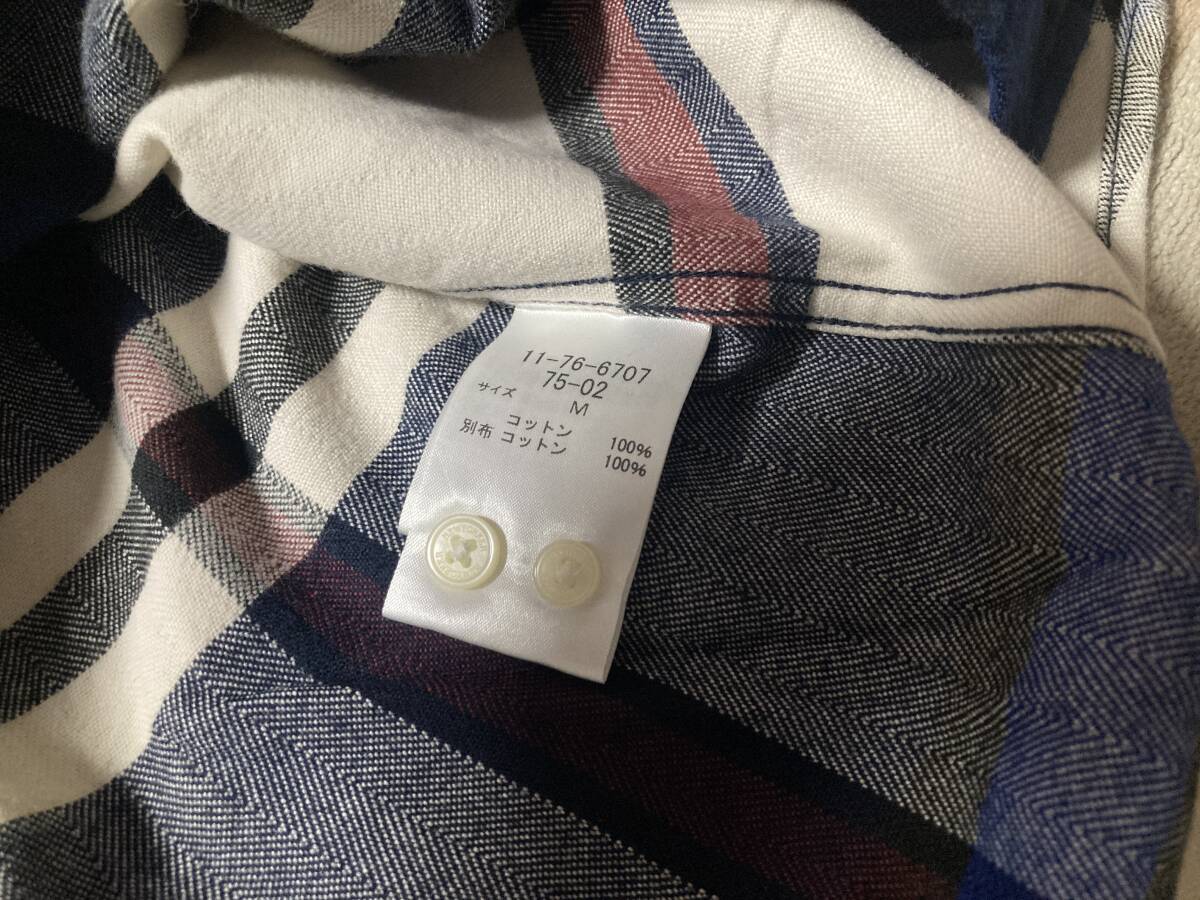 11-76-6707
75-02
サイズ M
コットン 100%
別布 コットン 100%